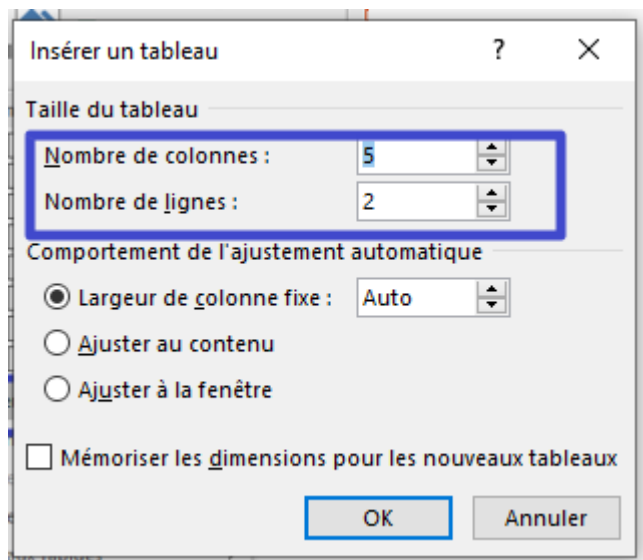 Insérer un tableau ? ×
Taille du tableau
Nombre de colonnes : 5
Nombre de lignes : 2
Comportement de l'ajustement automatique
Largeur de colonne fixe : Auto
Ajuster au contenu
Ajuster à la fenêtre
Mémoriser les dimensions pour les nouveaux tableaux
OK Annuler